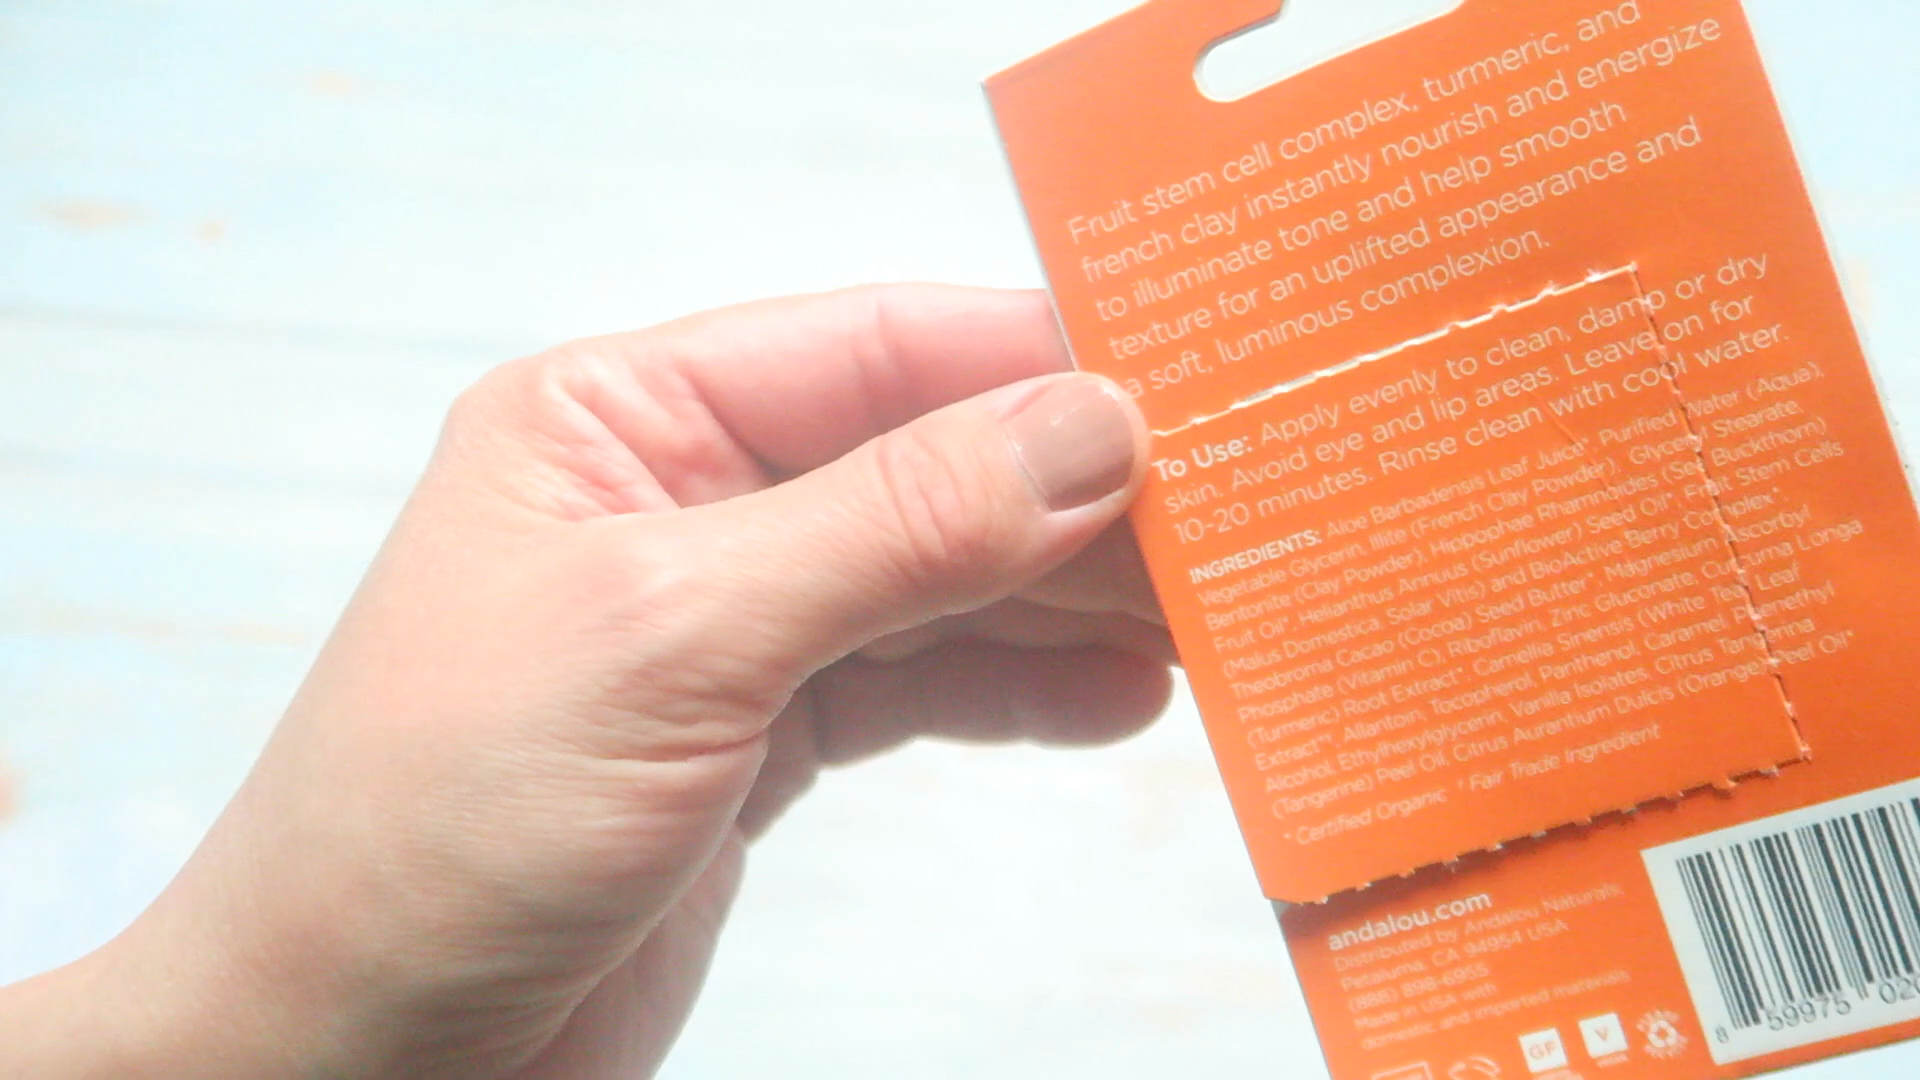 Fruit stem cell complex, turmeric, and
french clay instantly nourish and energize
to illuminate tone and help smooth
texture for an uplifted appearance and
a soft, luminous complexion.
To Use: Apply evenly to clean, damp or dry
skin. Avoid eye and lip areas. Leave on for
10-20 minutes. Rinse clean with cool water.
INGREDIENTS: Aloe Barbadensis Leaf Juice*, Purified Water (Aqua),
Vegetable Glycerin, Illite (French Clay Powder), Glyceryl Stearate,
Bentonite (Clay Powder), Hippophae Rhamnoides (Sea Buckthorn)
Fruit Oil*, Helianthus Annuus (Sunflower) Seed Oil*, Fruit Stem Cells
(Malus Domestica, Solar Vitis) and BioActive Berry Complex*,
Theobroma Cacao (Cocoa) Seed Butter*, Magnesium Ascorbyl
Phosphate (Vitamin C), Riboflavin, Zinc Gluconate, Curcuma Longa
(Turmeric) Root Extract*, Camellia Sinensis (White Tea) Leaf
Extract*†, Allantoin, Tocopherol, Panthenol, Caramel, Phenethyl
Alcohol, Ethylhexylglycerin, Vanilla Isolates, Citrus Tangerina
(Tangerine) Peel Oil, Citrus Aurantium Dulcis (Orange) Peel Oil*
* Certified Organic † Fair Trade Ingredient
andalou.com
Distributed by Andalou Naturals,
Petaluma, CA 94954 USA
(888) 898-6955
Made in USA with
domestic and imported materials
GF
V
8 59975 02